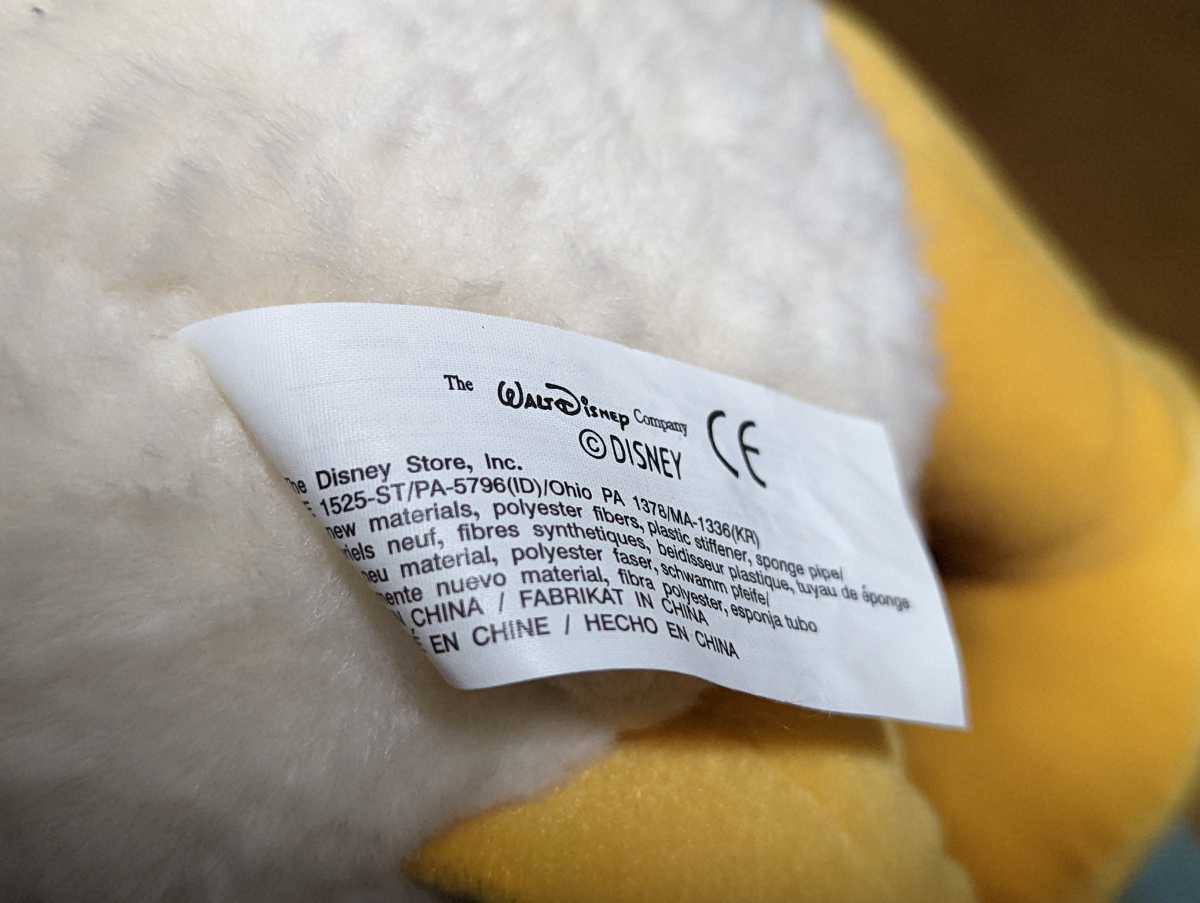 The WALT DISNEY Company CE
© DISNEY
The Disney Store, Inc.
1525-ST/PA-5796(ID)/Ohio PA 1378/MA-1336(KR)
new materials, polyester fibers, plastic stiffener, sponge pipe/
neuf, fibres synthetiques, beidisseur plastique, tuyau de éponge
material, polyester faser, schwamm pfeife/
nuevo material, fibra polyester, esponja tubo
CHINA / FABRIKAT IN CHINA
EN CHINE / HECHO EN CHINA